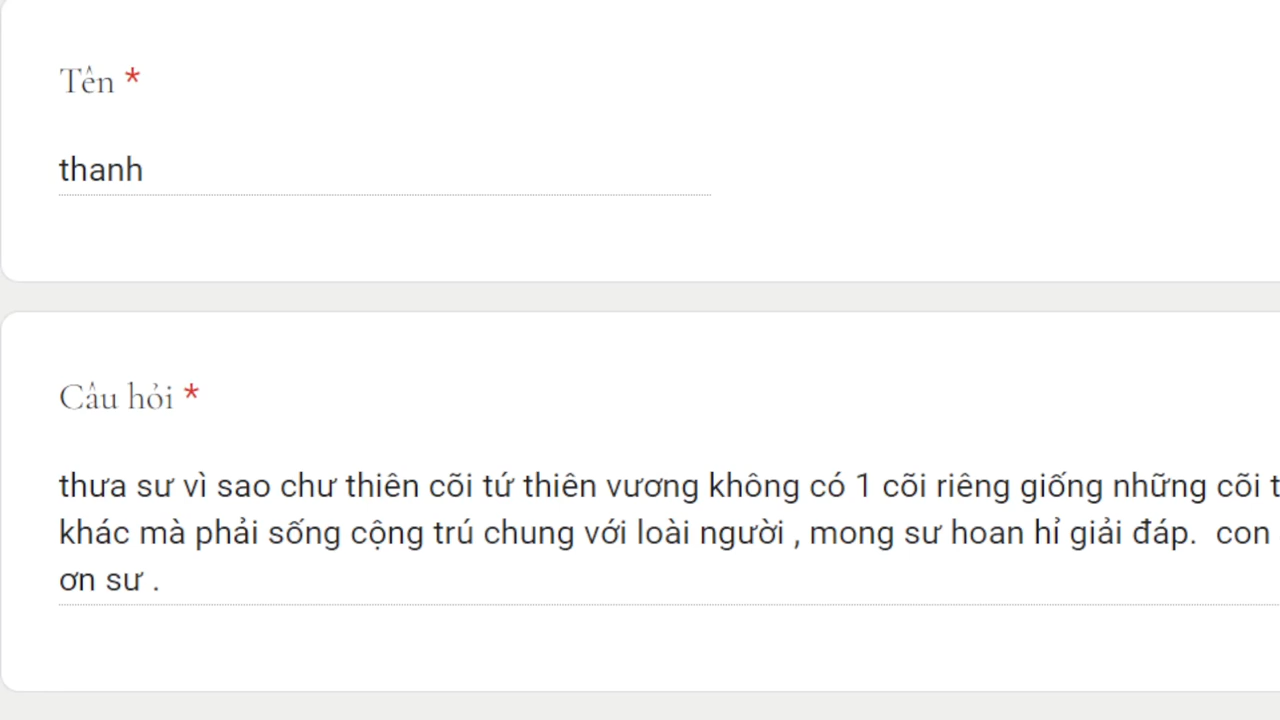 Tên *
thanh
Câu hỏi *
thưa sư vì sao chư thiên cõi tứ thiên vương không có 1 cõi riêng giống những cõi
khác mà phải sống cộng trú chung với loài người , mong sư hoan hỉ giải đáp. con
ơn sư .